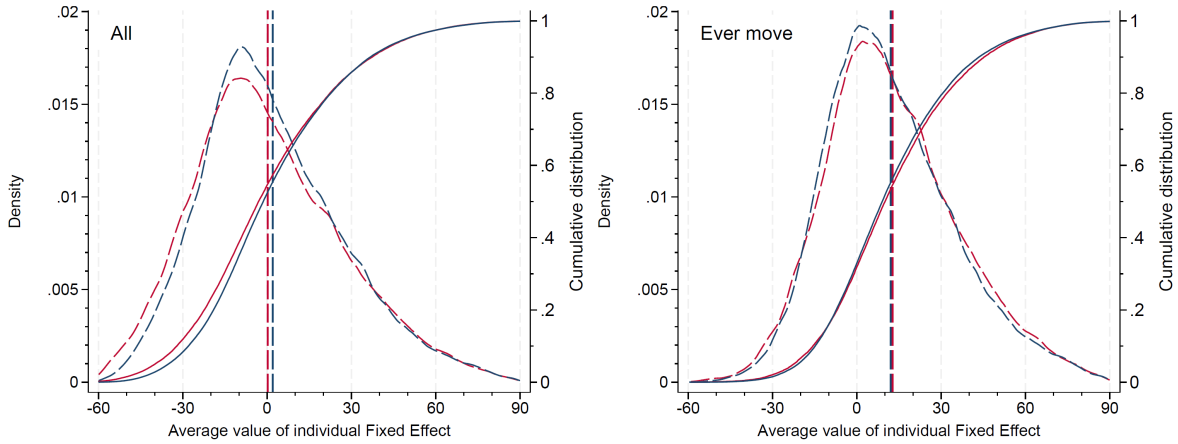 All
Density
.02
.015
.01
.005
0
1
.8
.6
.4
.2
0
Cumulative distribution
-60 -30 0 30 60 90
Average value of individual Fixed Effect
Ever move
Density
.02
.015
.01
.005
0
1
.8
.6
.4
.2
0
Cumulative distribution
-60 -30 0 30 60 90
Average value of individual Fixed Effect